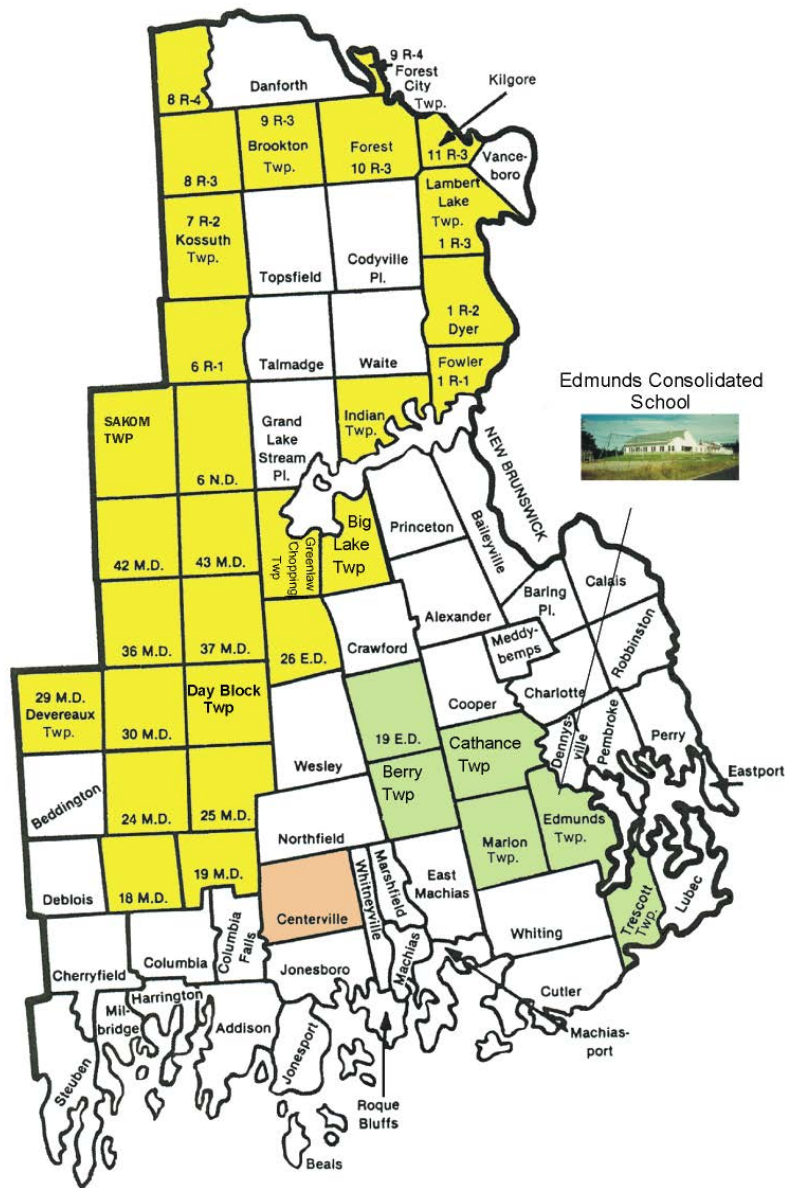 9 R-4
Forest
City
Twp.
Danforth
8 R-4
Kilgore
9 R-3
Brookton
Twp.
Forest
10 R-3
11 R-3
Vance-
boro
8 R-3
Lambert
Lake
Twp.
1 R-3
7 R-2
Kossuth
Twp.
Topsfield
Codyville
Pl.
1 R-2
Dyer
6 R-1
Talmadge
Waite
Fowler
1 R-1
Edmunds Consolidated
School
SAKOM
TWP
6 N.D.
Grand
Lake
Stream
Pl.
Indian
Twp.
NEW BRUNSWICK
Princeton
Baileyville
42 M.D.
43 M.D.
Greenlaw
Chopping
Twp
Big
Lake
Twp
Alexander
Baring
Pl.
Calais
36 M.D.
37 M.D.
26 E.D.
Crawford
Meddy-
bemps
Robbinston
29 M.D.
Devereaux
Twp.
30 M.D.
Day Block
Twp
Wesley
19 E.D.
Cooper
Charlotte
Cathance
Twp
Dennys-
ville
Pembroke
Perry
Eastport
Beddington
24 M.D.
25 M.D.
Berry
Twp
Northfield
Marion
Twp.
Edmunds
Twp.
Deblois
18 M.D.
19 M.D.
Centerville
Whitneyville
Marshfield
East
Machias
Trescott
Twp.
Lubec
Cherryfield
Columbia
Columbia
Falls
Jonesboro
Machias
Whiting
Cutler
Harrington
Mil-
bridge
Addison
Jonesport
Machias-
port
Steuben
Roque
Bluffs
Beals